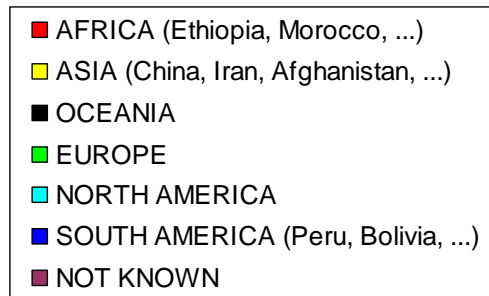 AFRICA (Ethiopia, Morocco, ...)
ASIA (China, Iran, Afghanistan, ...)
OCEANIA
EUROPE
NORTH AMERICA
SOUTH AMERICA (Peru, Bolivia, ...)
NOT KNOWN